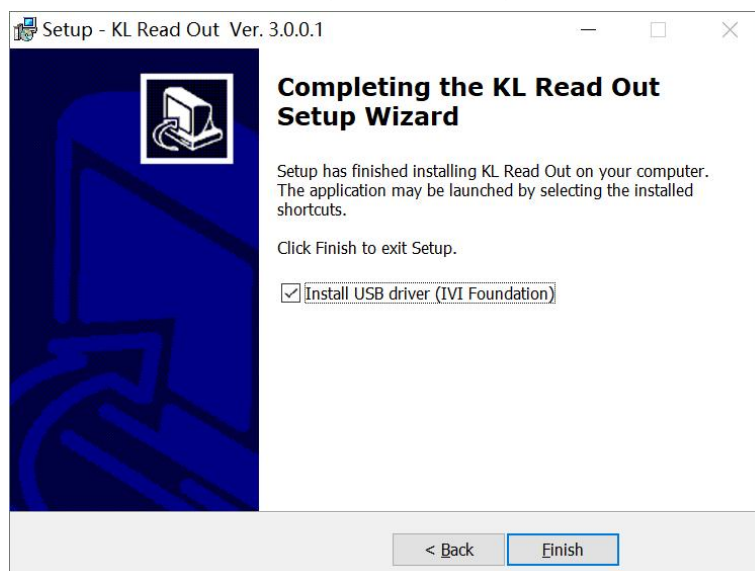 Setup - KL Read Out Ver. 3.0.0.1
Completing the KL Read Out
Setup Wizard
Setup has finished installing KL Read Out on your computer.
The application may be launched by selecting the installed
shortcuts.
Click Finish to exit Setup.
Install USB driver (IVI Foundation)
< Back
Finish